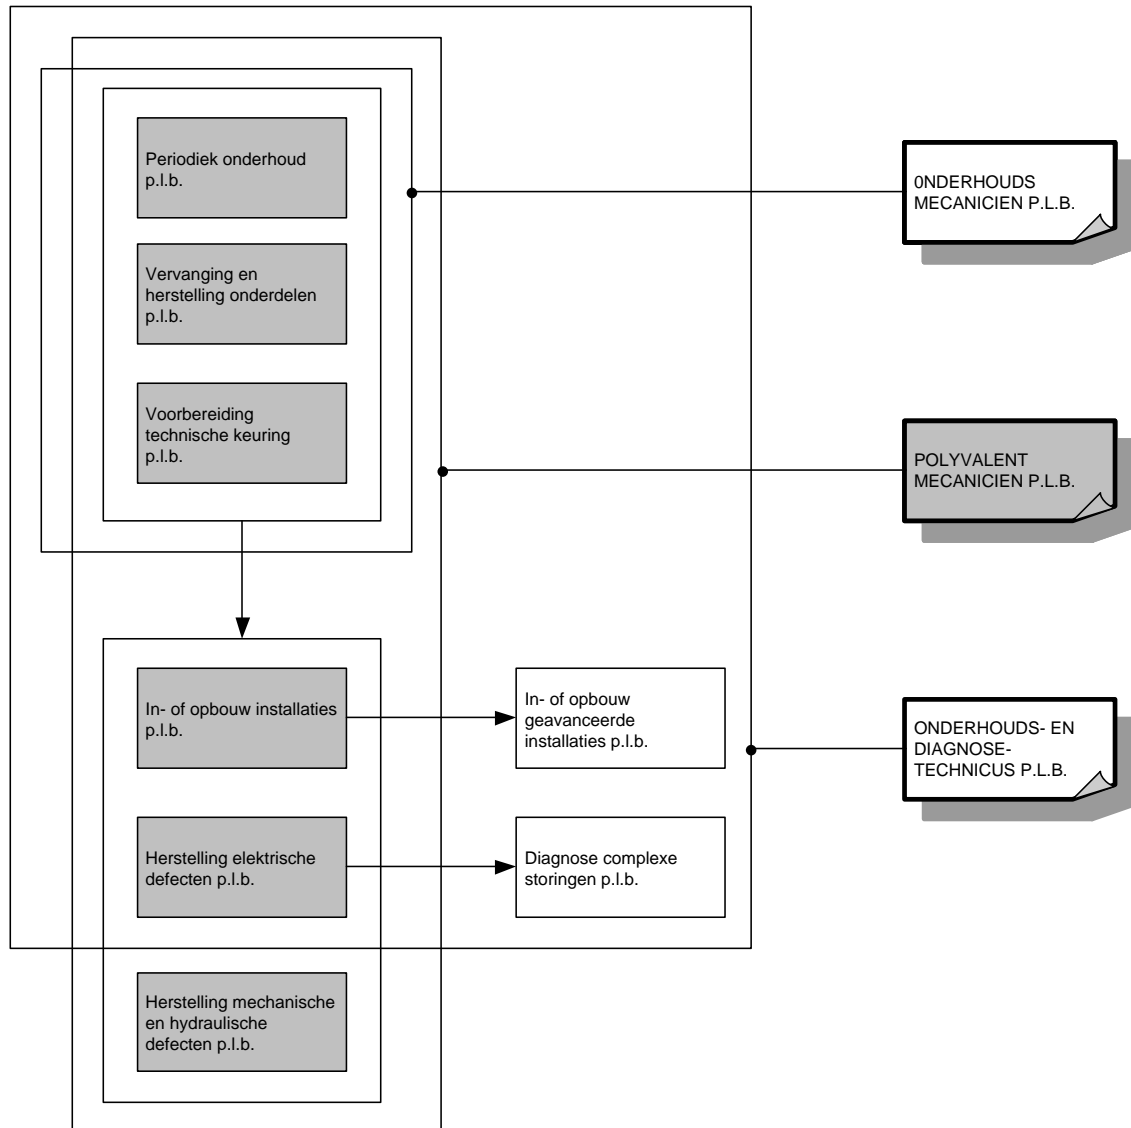 Periodiek onderhoud
p.l.b.
Vervanging en
herstelling onderdelen
p.l.b.
Voorbereiding
technische keuring
p.l.b.
0NDERHOUDS
MECANICIEN P.L.B.
POLYVALENT
MECANICIEN P.L.B.
In- of opbouw installaties
p.l.b.
In- of opbouw
geavanceerde
installaties p.l.b.
ONDERHOUDS- EN
DIAGNOSE-
TECHNICUS P.L.B.
Herstelling elektrische
defecten p.l.b.
Diagnose complexe
storingen p.l.b.
Herstelling mechanische
en hydraulische
defecten p.l.b.